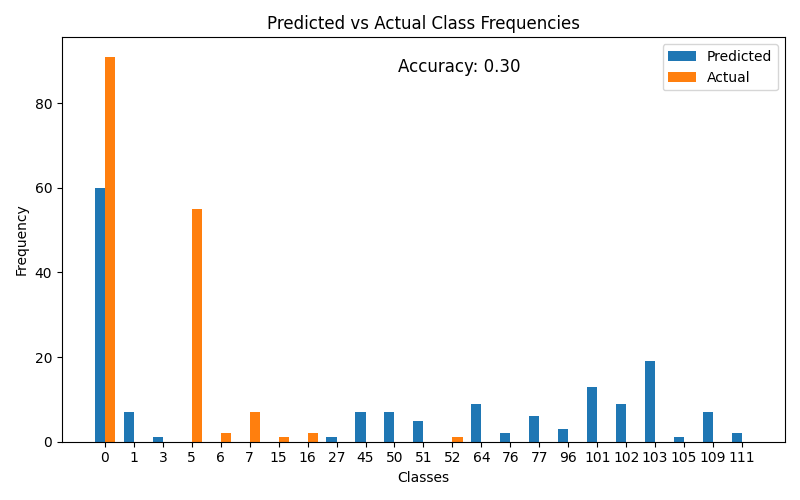 Predicted vs Actual Class Frequencies
Accuracy: 0.30
Predicted
Actual
Frequency
80
60
40
20
0
0 1 3 5 6 7 15 16 27 45 50 51 52 64 76 77 96 101 102 103 105 109 111
Classes